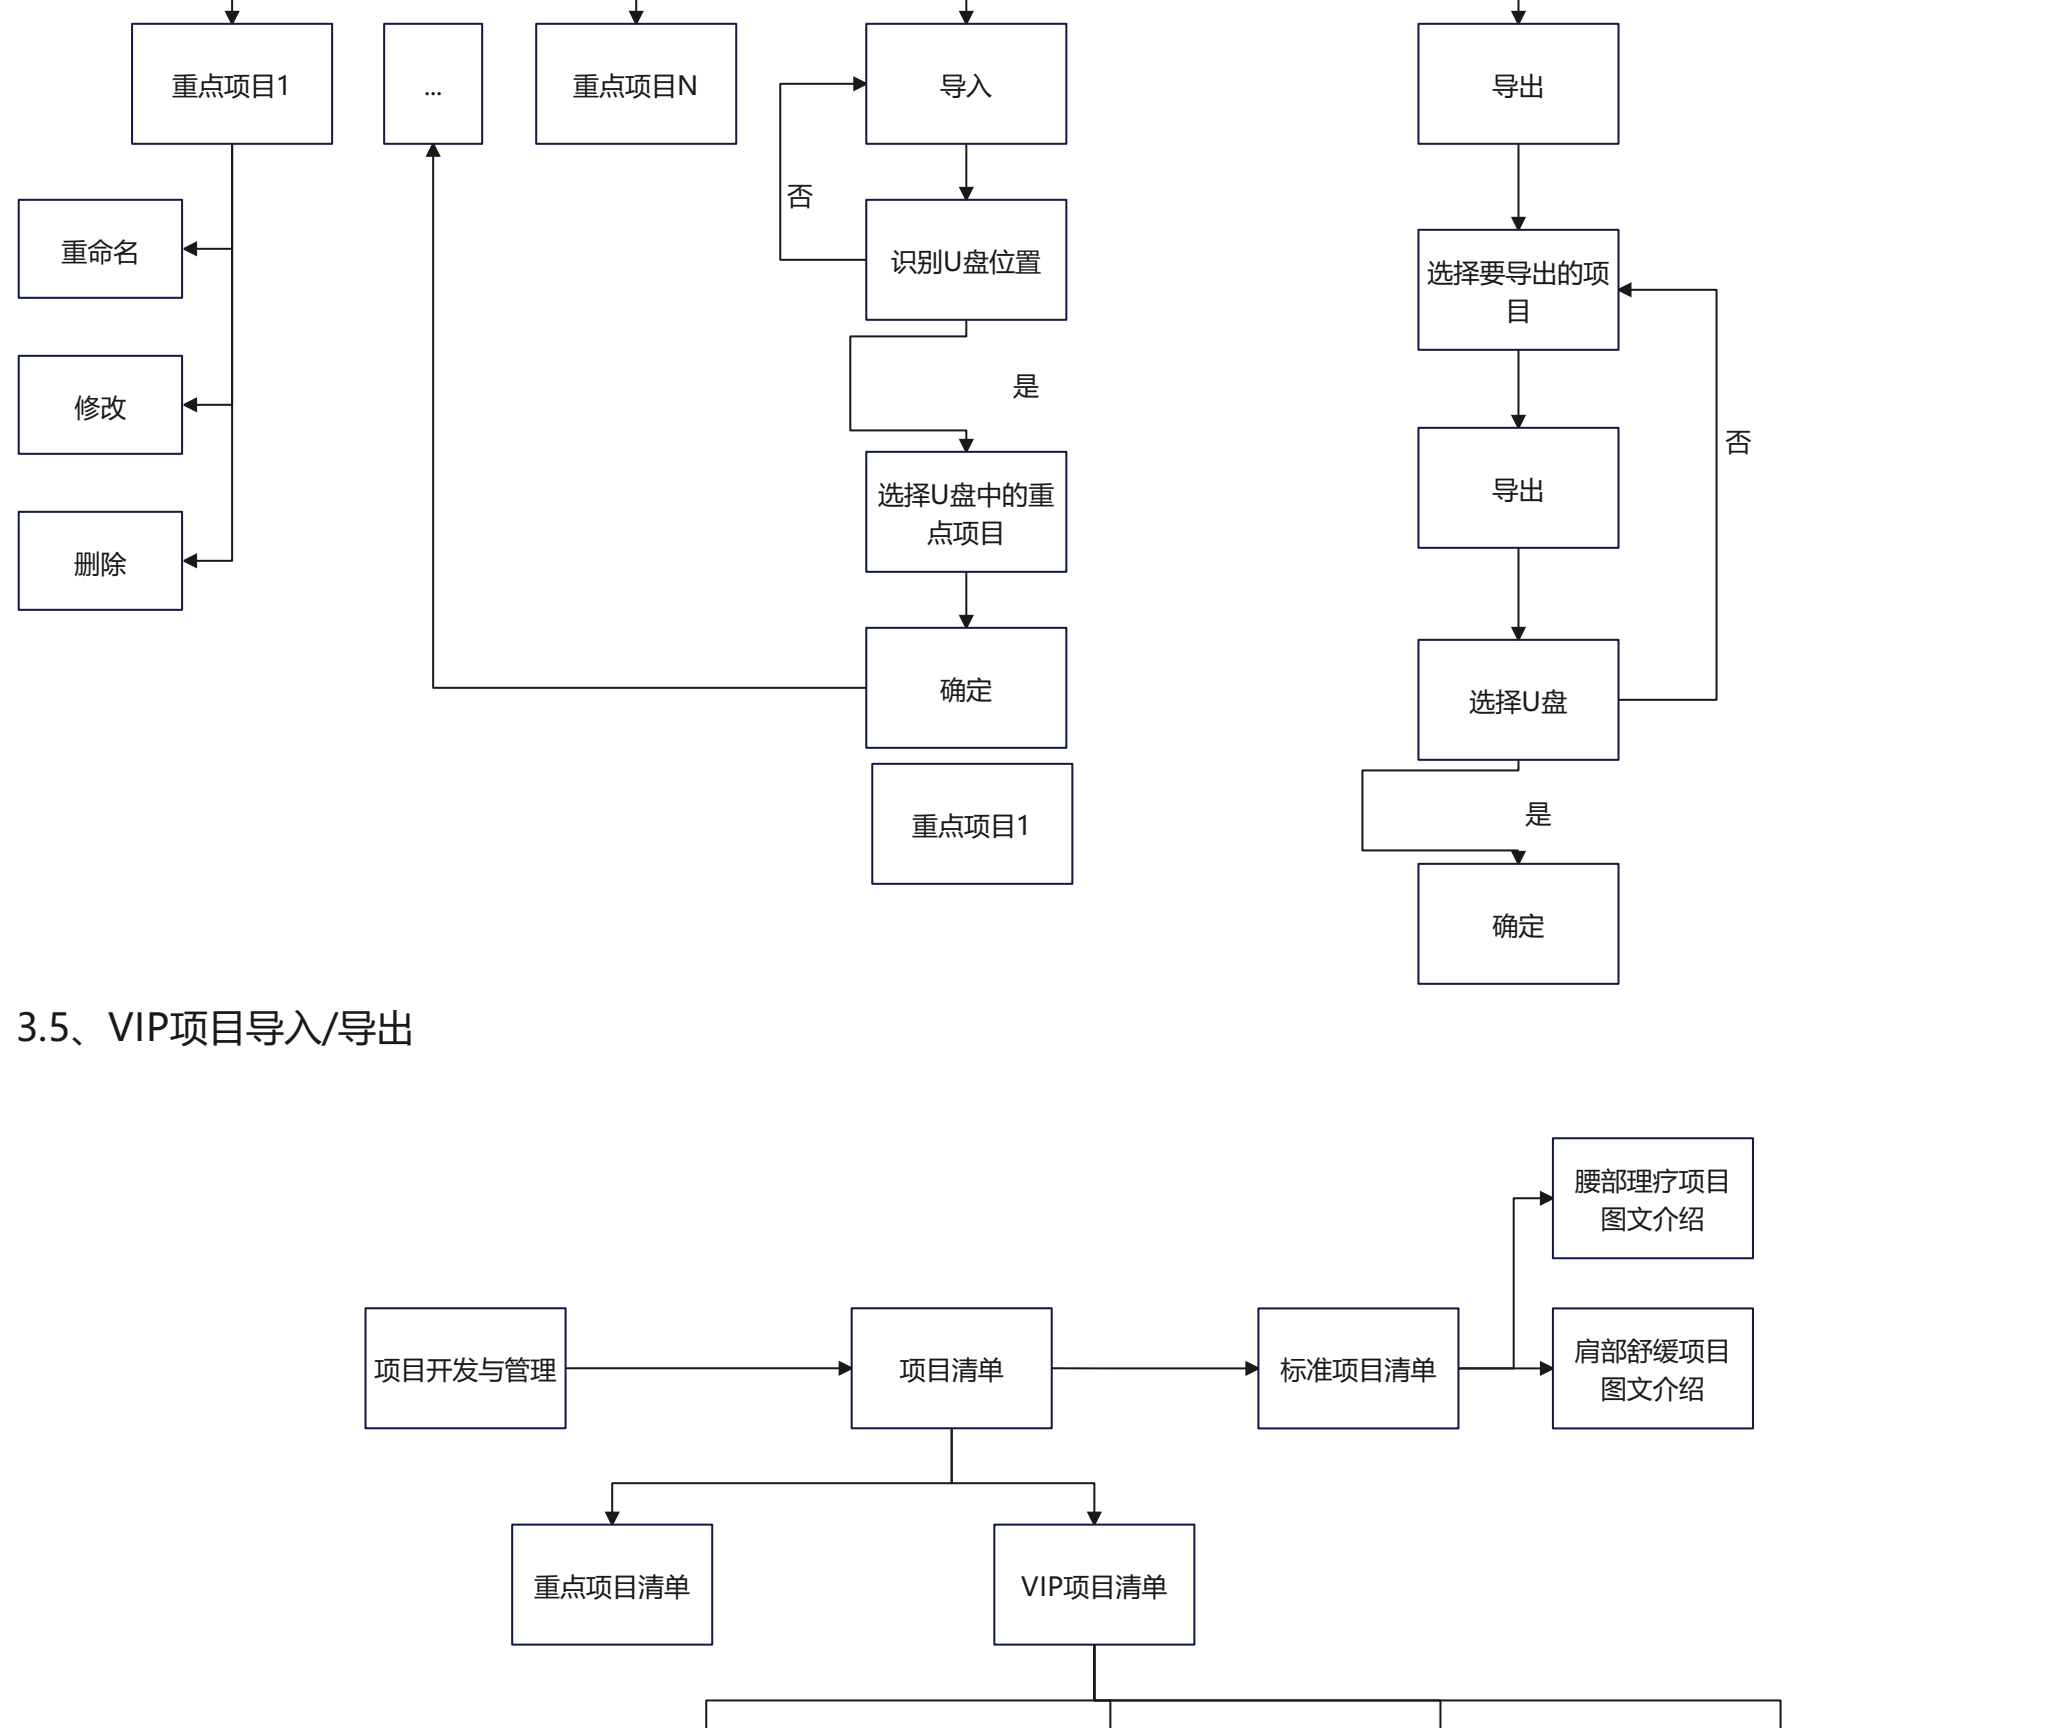 重点项目1
...
重点项目N
导入
导出
否
重命名
识别U盘位置
选择要导出的项
目
是
修改
否
选择U盘中的重
点项目
导出
删除
确定
选择U盘
重点项目1
是
确定
3.5、VIP项目导入/导出
腰部理疗项目
图文介绍
项目开发与管理
项目清单
标准项目清单
肩部舒缓项目
图文介绍
重点项目清单
VIP项目清单